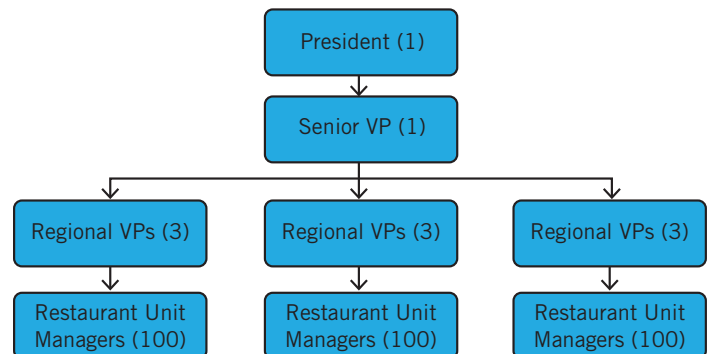 President (1)
Senior VP (1)
Regional VPs (3)
Regional VPs (3)
Regional VPs (3)
Restaurant Unit
Managers (100)
Restaurant Unit
Managers (100)
Restaurant Unit
Managers (100)